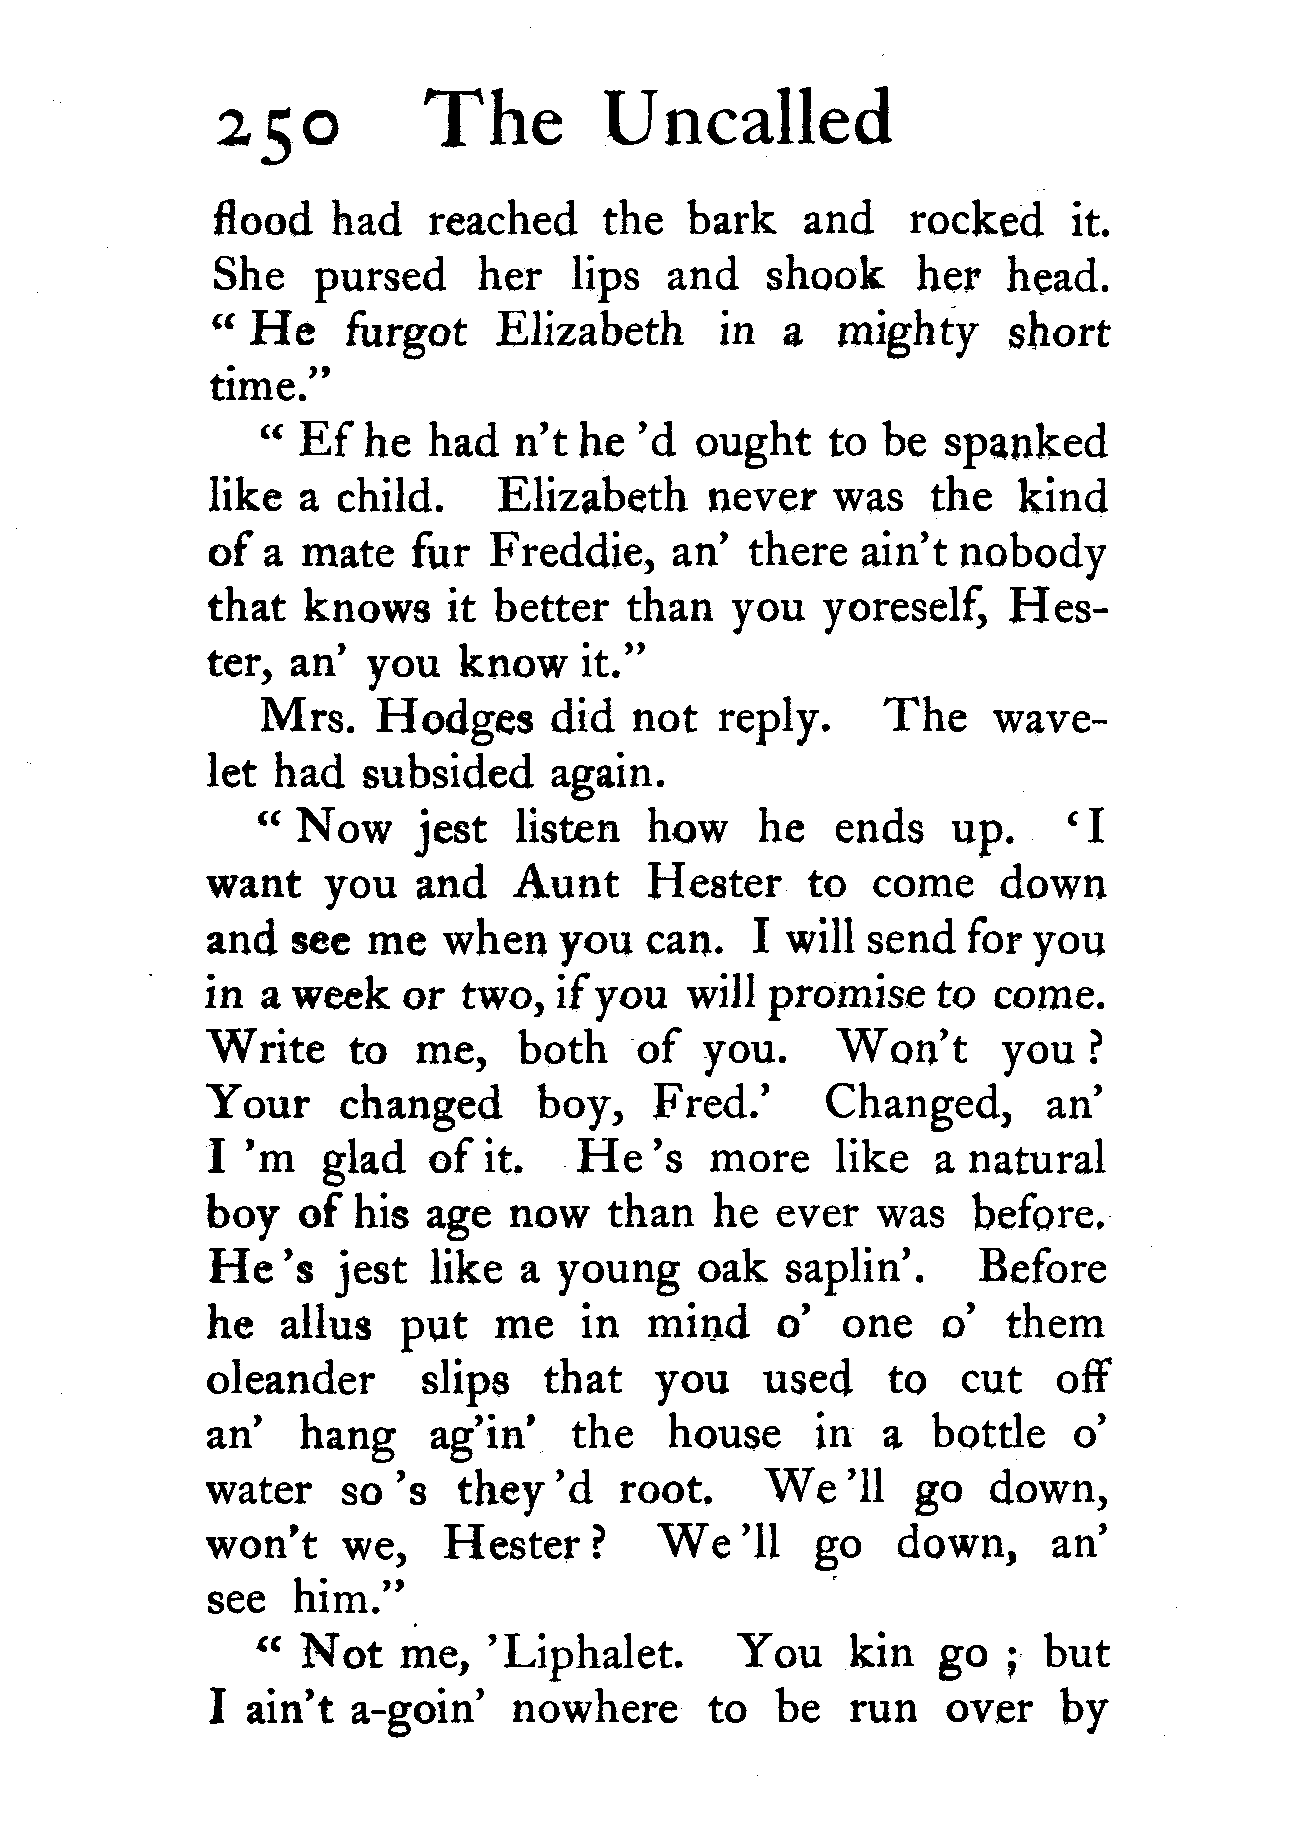 250 The Uncalled
flood had reached the bark and rocked it.
She pursed her lips and shook her head.
“ He furgot Elizabeth in a mighty short
time.”
“ Ef he had n’t he ’d ought to be spanked
like a child. Elizabeth never was the kind
of a mate fur Freddie, an’ there ain’t nobody
that knows it better than you yoreself, Hes-
ter, an’ you know it.”
Mrs. Hodges did not reply. The wave-
let had subsided again.
“ Now jest listen how he ends up. ‘ I
want you and Aunt Hester to come down
and see me when you can. I will send for you
in a week or two, if you will promise to come.
Write to me, both of you. Won’t you ?
Your changed boy, Fred.’ Changed, an’
I ’m glad of it. He ’s more like a natural
boy of his age now than he ever was before.
He ’s jest like a young oak saplin’. Before
he allus put me in mind o’ one o’ them
oleander slips that you used to cut off
an’ hang ag’in’ the house in a bottle o’
water so ’s they ’d root. We ’ll go down,
won’t we, Hester ? We ’ll go down, an’
see him.”
“ Not me, ’Liphalet. You kin go ; but
I ain’t a-goin’ nowhere to be run over by